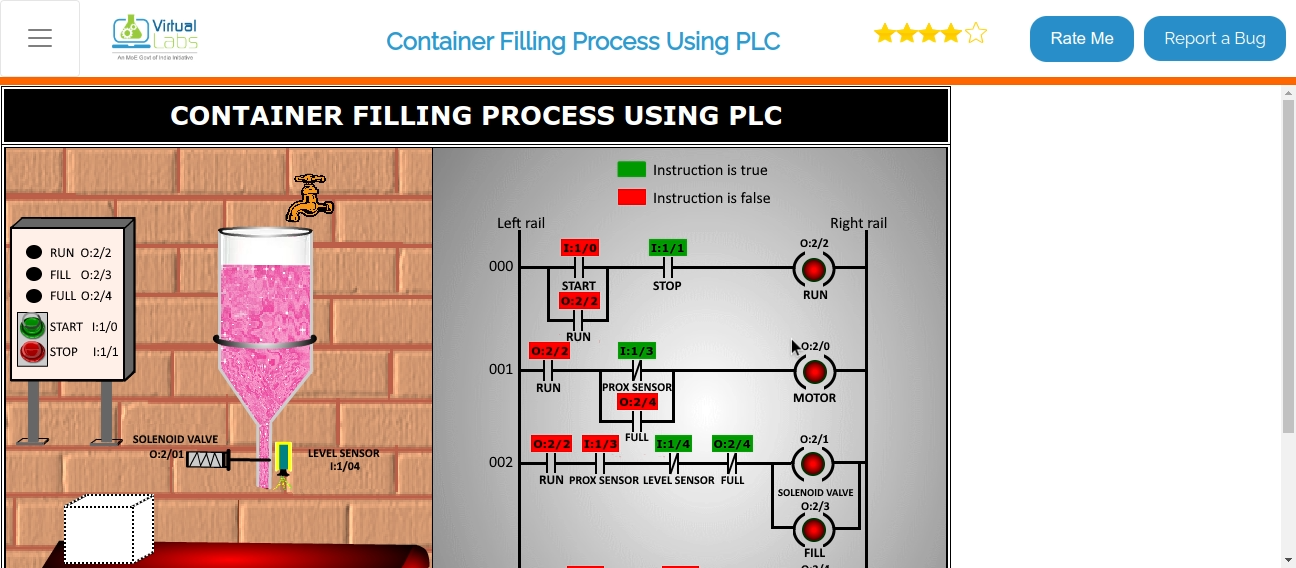 Virtual
Labs
An MoE Govt of India Initiative
Container Filling Process Using PLC
Rate Me
Report a Bug
CONTAINER FILLING PROCESS USING PLC
RUN O:2/2
FILL O:2/3
FULL O:2/4
START I:1/0
STOP I:1/1
SOLENOID VALVE
O:2/01
LEVEL SENSOR
I:1/04
Instruction is true
Instruction is false
Left rail
Right rail
000
I:1/0
START
I:1/1
STOP
O:2/2
RUN
O:2/2
RUN
001
O:2/2
RUN
I:1/3
PROX SENSOR
O:2/4
FULL
O:2/0
MOTOR
002
O:2/2
RUN
I:1/3
PROX SENSOR
I:1/4
LEVEL SENSOR
O:2/4
FULL
O:2/1
SOLENOID VALVE
O:2/3
FILL